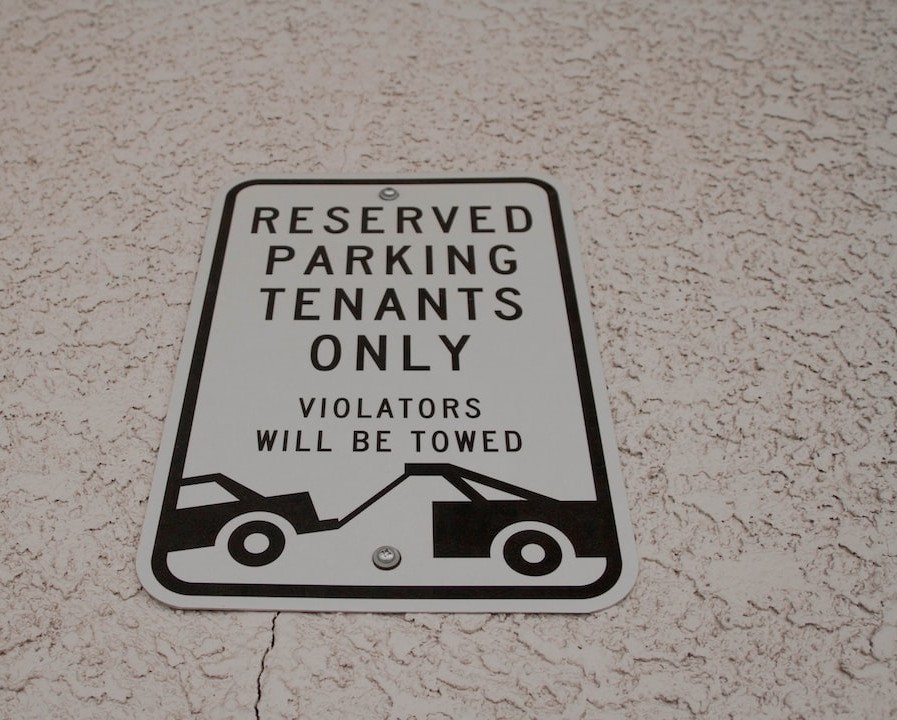 RESERVED
PARKING
TENANTS
ONLY
VIOLATORS
WILL BE TOWED